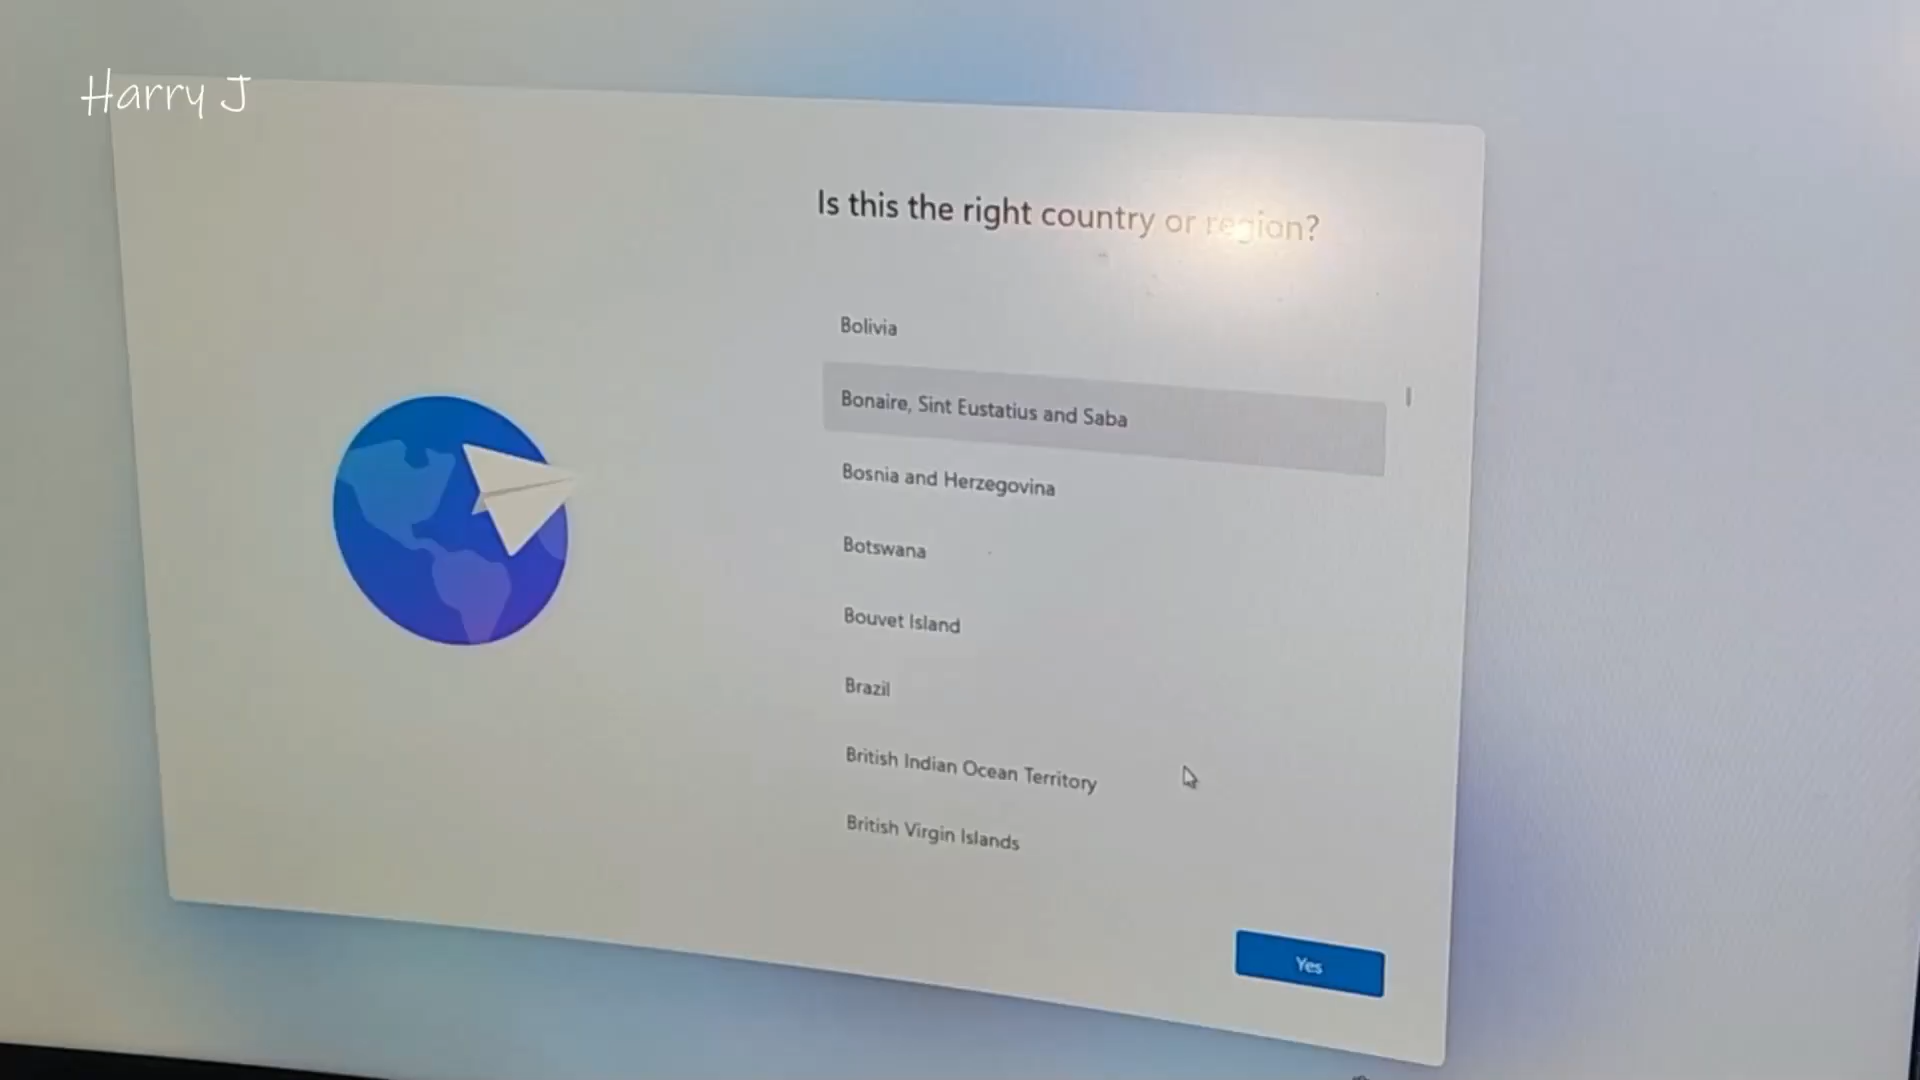 Harry J
Is this the right country or region?
Bolivia
Bonaire, Sint Eustatius and Saba
Bosnia and Herzegovina
Botswana
Bouvet Island
Brazil
British Indian Ocean Territory
British Virgin Islands
Yes